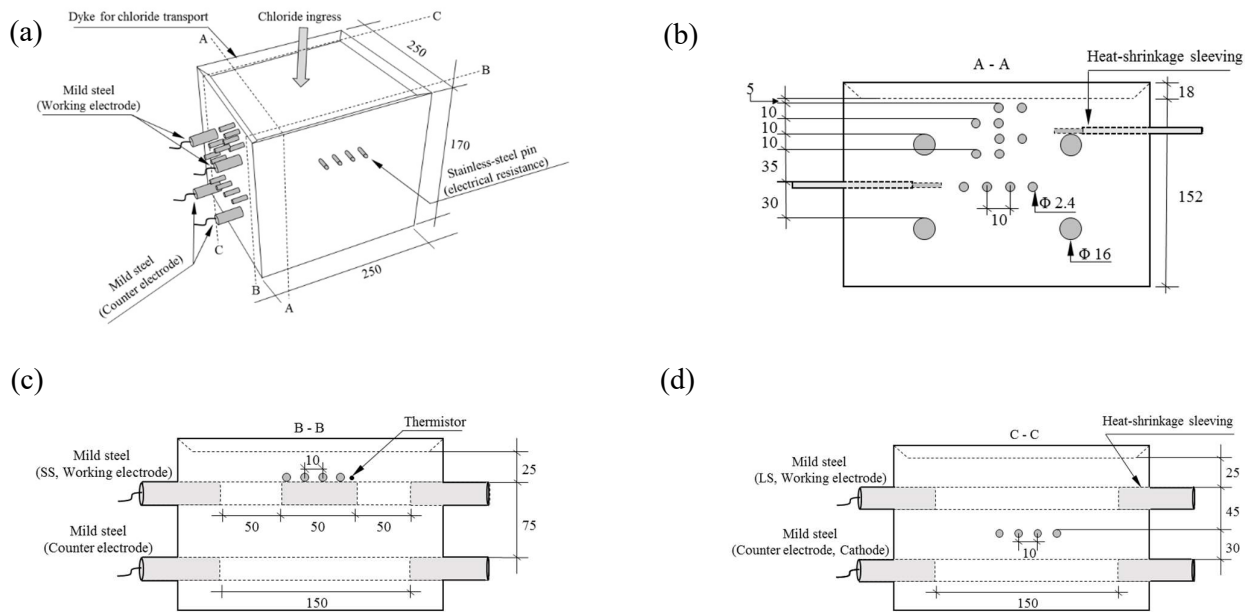 (a)
Dyke for chloride transport
Chloride ingress
C
A
250
B
Mild steel
(Working electrode)
170
Stainless-steel pin
(electrical resistance)
C
Mild steel
(Counter electrode)
B
A
250
(b)
Heat-shrinkage sleeving
A - A
5
18
10
10
10
35
30
10
Φ 2.4
152
Φ 16
(c)
Thermistor
B - B
Mild steel
(SS, Working electrode)
10
25
50
50
50
75
Mild steel
(Counter electrode)
150
(d)
Heat-shrinkage sleeving
C - C
Mild steel
(LS, Working electrode)
25
45
Mild steel
(Counter electrode, Cathode)
10
30
150